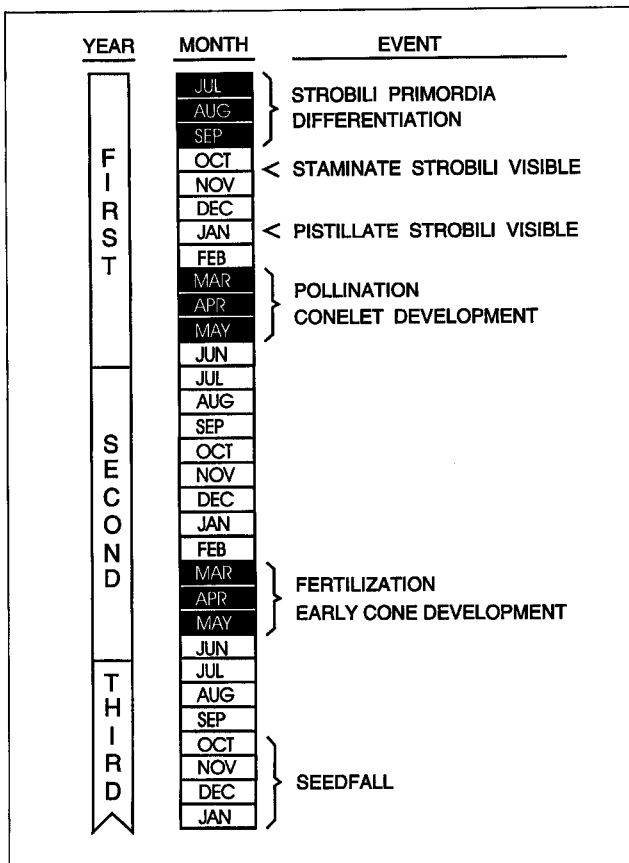 YEAR MONTH EVENT
FIRST
JUL
AUG
SEP
STROBILI PRIMORDIA
DIFFERENTIATION
OCT
< STAMINATE STROBILI VISIBLE
NOV
DEC
JAN
< PISTILLATE STROBILI VISIBLE
FEB
MAR
APR
MAY
POLLINATION
CONELET DEVELOPMENT
JUN
SECOND
JUL
AUG
SEP
OCT
NOV
DEC
JAN
FEB
MAR
APR
MAY
FERTILIZATION
EARLY CONE DEVELOPMENT
JUN
THIRD
JUL
AUG
SEP
OCT
NOV
DEC
JAN
SEEDFALL